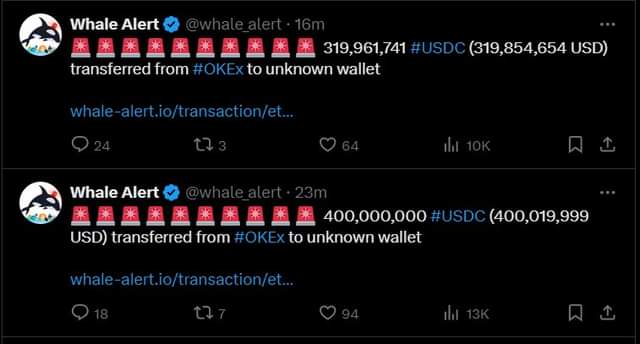 Whale Alert @whale_alert · 16m
🚨🚨🚨🚨🚨🚨🚨🚨🚨🚨 319,961,741 #USDC (319,854,654 USD)
transferred from #OKEx to unknown wallet
whale-alert.io/transaction/et...
24 3 64 10K
Whale Alert @whale_alert · 23m
🚨🚨🚨🚨🚨🚨🚨🚨🚨🚨 400,000,000 #USDC (400,019,999
USD) transferred from #OKEx to unknown wallet
whale-alert.io/transaction/et...
18 7 94 13K